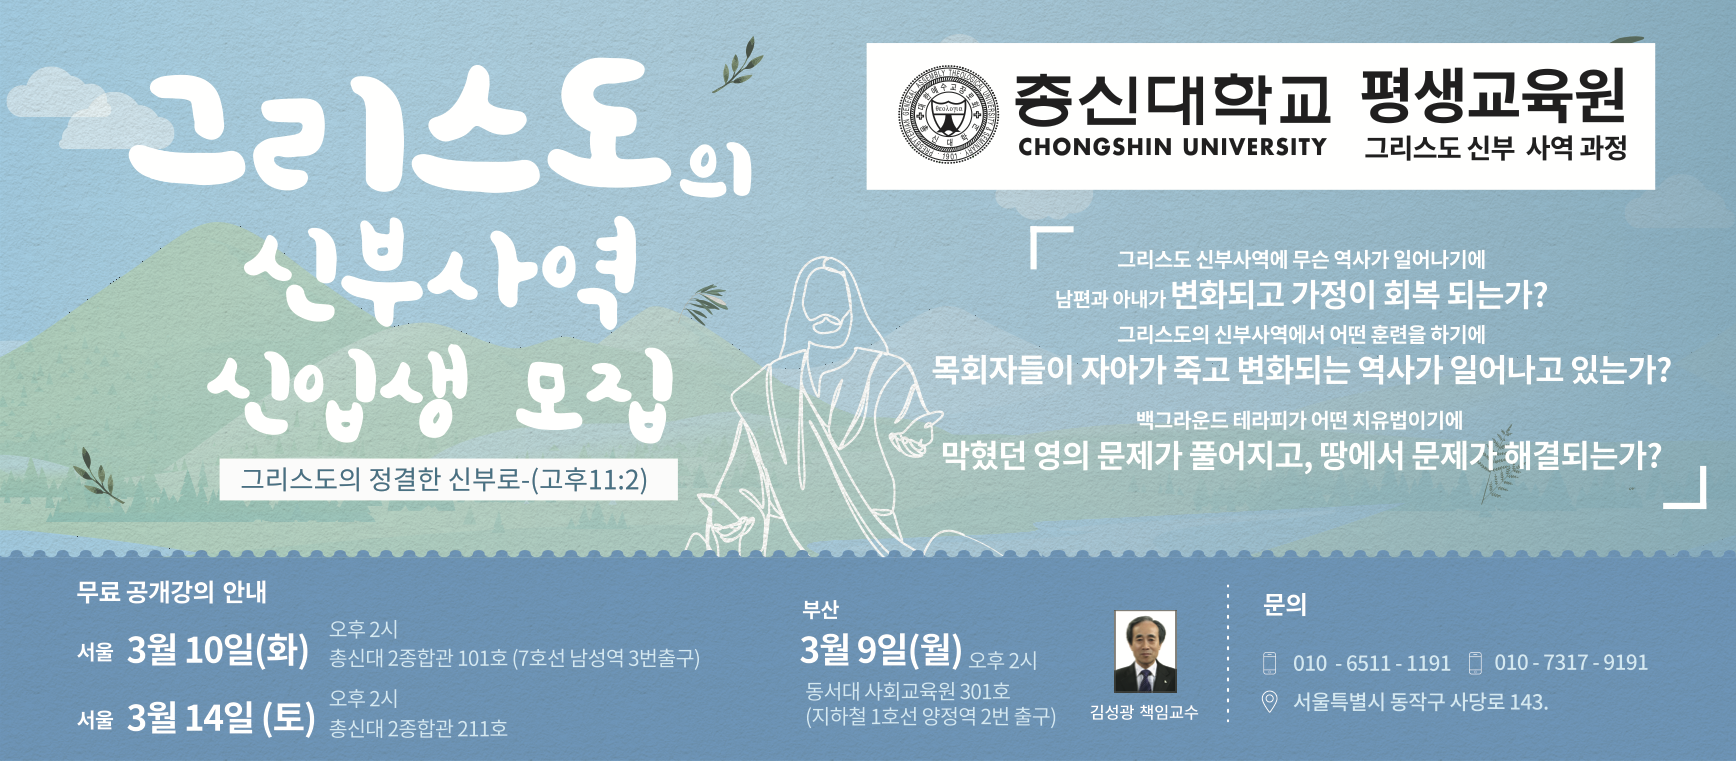 그리스도의
신부사역
신입생 모집
그리스도의 정결한 신부로-(고후11:2)
총신대학교 평생교육원
CHONGSHIN UNIVERSITY 그리스도 신부 사역 과정
그리스도 신부사역에 무슨 역사가 일어나기에
남편과 아내가 변화되고 가정이 회복 되는가?
그리스도의 신부사역에서 어떤 훈련을 하기에
목회자들이 자아가 죽고 변화되는 역사가 일어나고 있는가?
백그라운드 테라피가 어떤 치유법이기에
막혔던 영의 문제가 풀어지고, 땅에서 문제가 해결되는가?
무료 공개강의 안내
서울 3월 10일(화) 오후 2시
총신대 2종합관 101호 (7호선 남성역 3번출구)
서울 3월 14일 (토) 오후 2시
총신대 2종합관 211호
부산
3월 9일(월) 오후 2시
동서대 사회교육원 301호
(지하철 1호선 양정역 2번 출구)
김성광 책임교수
문의
010 - 6511 - 1191 010 - 7317 - 9191
서울특별시 동작구 사당로 143.